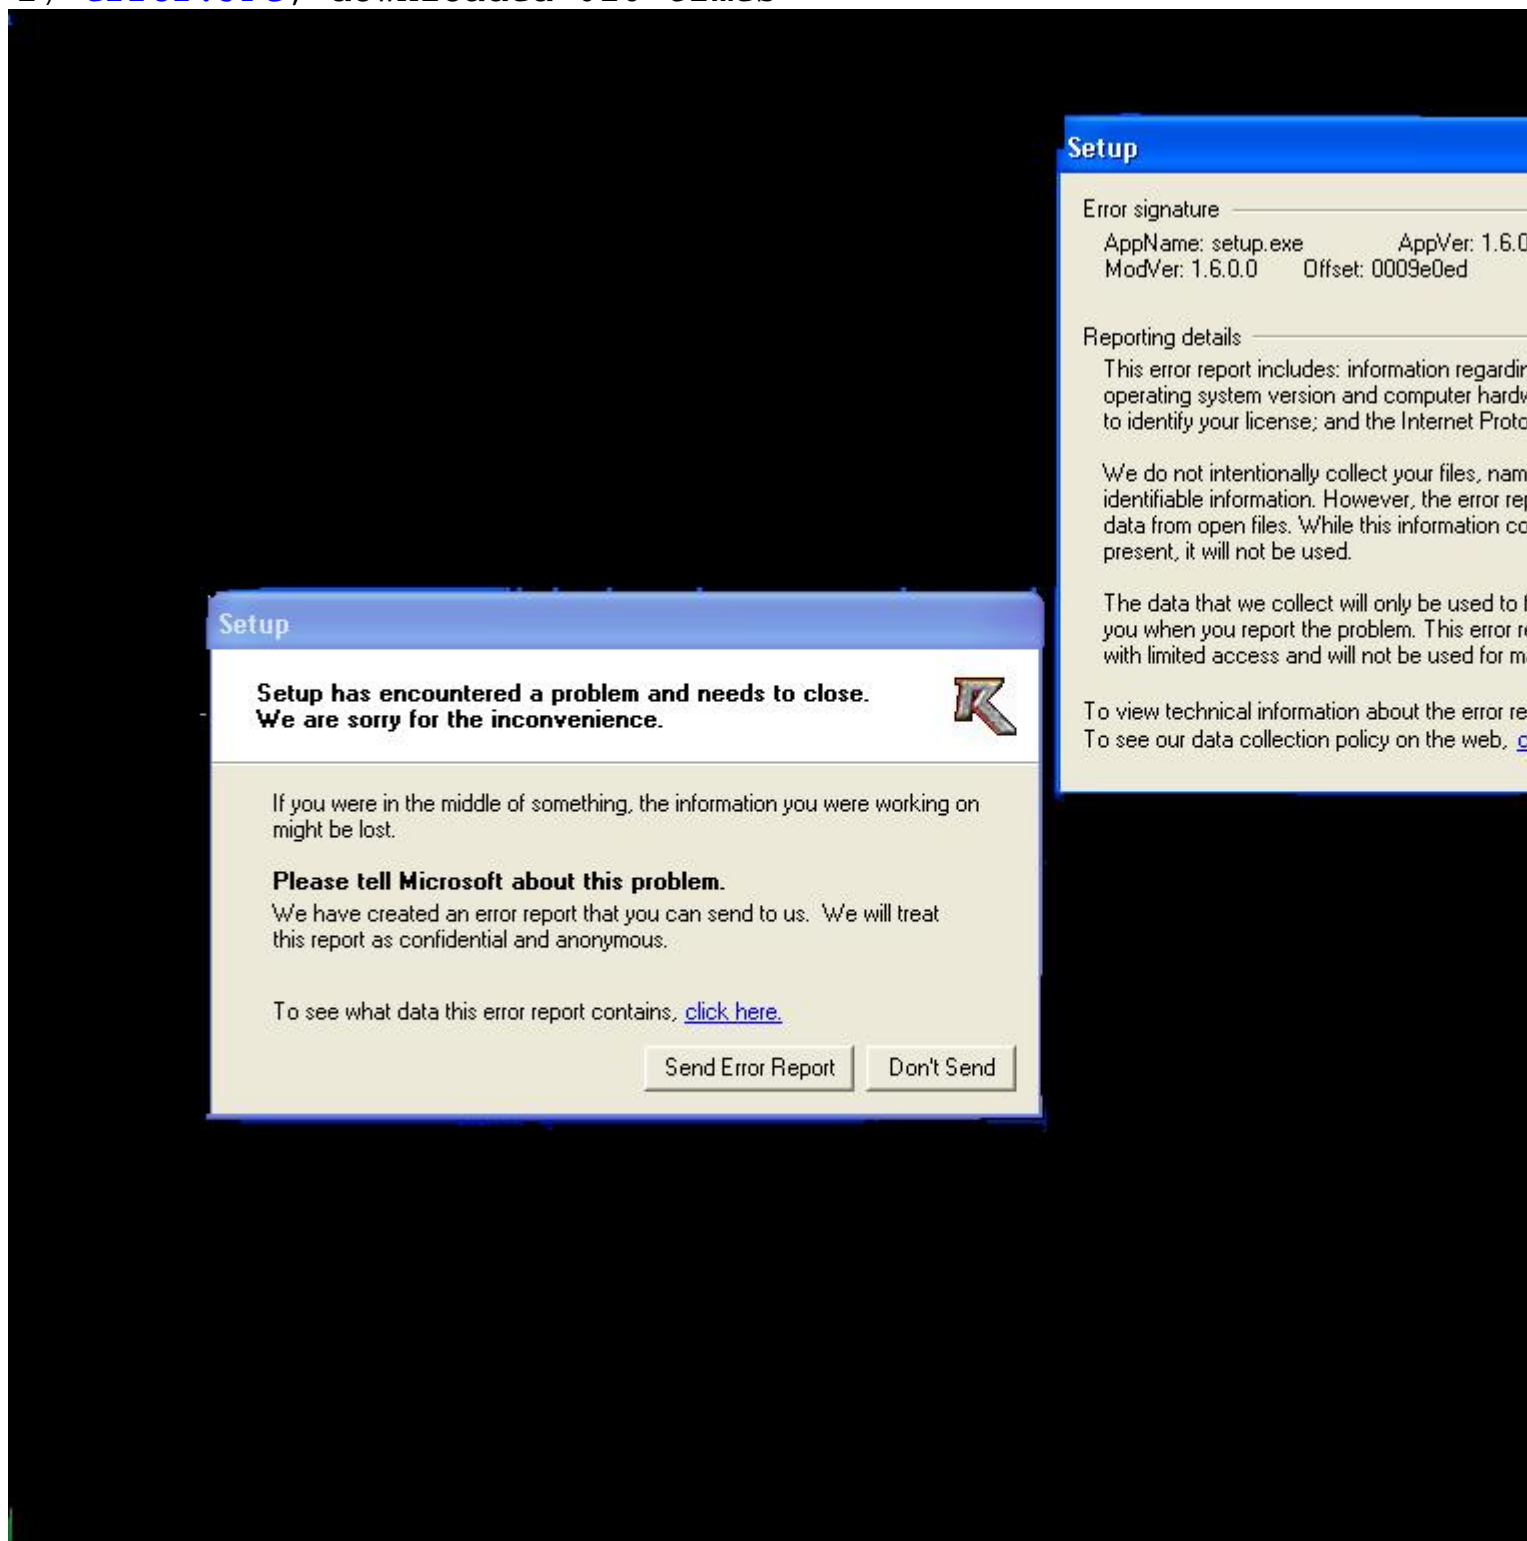 Setup
Error signature
AppName: setup.exe AppVer: 1.6.0
ModVer: 1.6.0.0 Offset: 0009e0ed
Reporting details
This error report includes: information regardin
operating system version and computer hardw
to identify your license; and the Internet Proto
We do not intentionally collect your files, nam
identifiable information. However, the error rep
data from open files. While this information co
present, it will not be used.
The data that we collect will only be used to f
you when you report the problem. This error re
with limited access and will not be used for ma
To view technical information about the error re
To see our data collection policy on the web, c
Setup
Setup has encountered a problem and needs to close.
We are sorry for the inconvenience.
If you were in the middle of something, the information you were working on
might be lost.
Please tell Microsoft about this problem.
We have created an error report that you can send to us. We will treat
this report as confidential and anonymous.
To see what data this error report contains, click here.
Send Error Report Don't Send